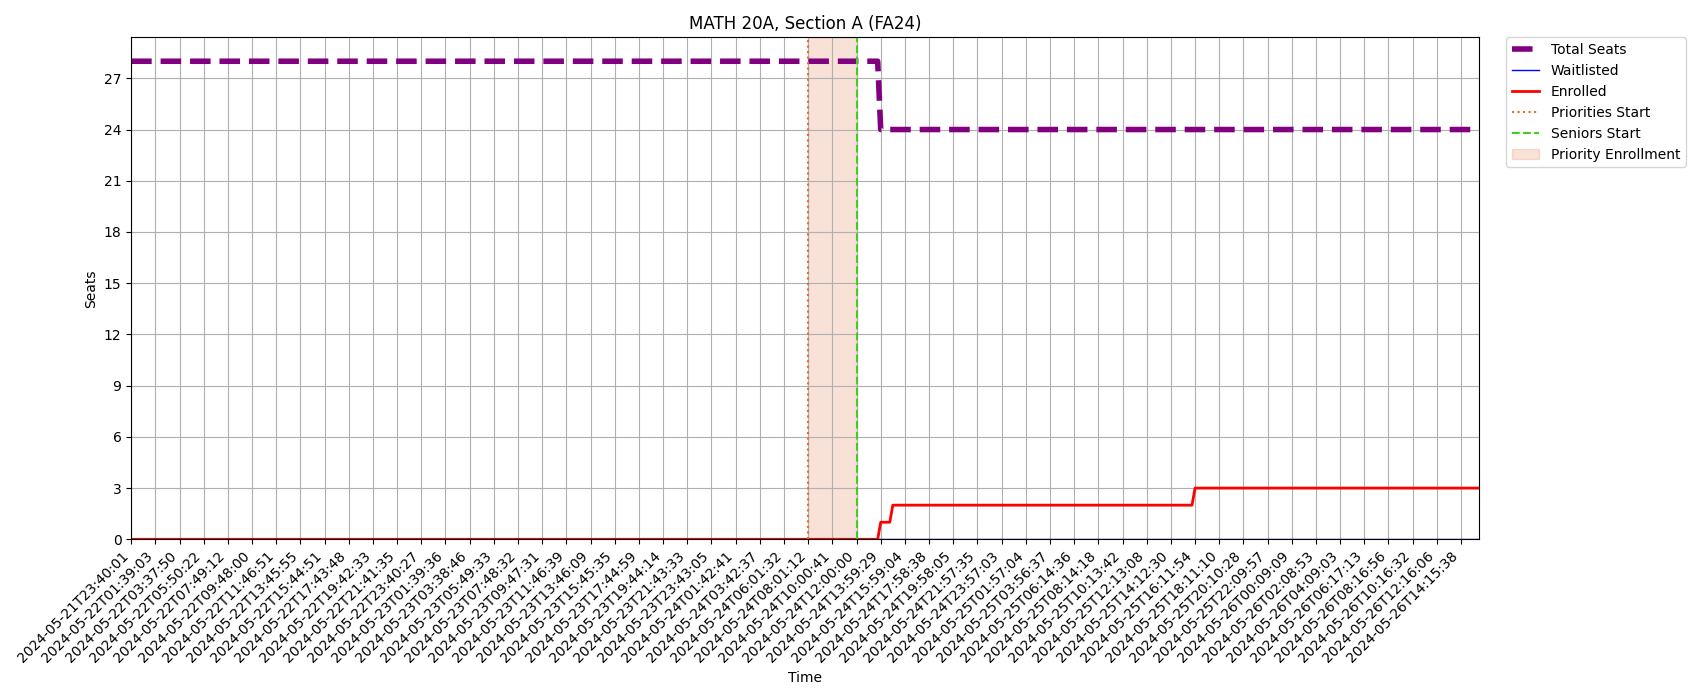 MATH 20A, Section A (FA24)
Total Seats
Waitlisted
Enrolled
Priorities Start
Seniors Start
Priority Enrollment
Seats
27
24
21
18
15
12
9
6
3
0
2024-05-21T23:40:01
2024-05-22T01:39:03
2024-05-22T03:37:50
2024-05-22T05:50:22
2024-05-22T07:49:12
2024-05-22T09:48:00
2024-05-22T11:46:51
2024-05-22T13:45:55
2024-05-22T15:44:51
2024-05-22T17:43:48
2024-05-22T19:42:33
2024-05-22T21:41:35
2024-05-22T23:40:27
2024-05-23T01:39:36
2024-05-23T03:38:46
2024-05-23T05:49:33
2024-05-23T07:48:32
2024-05-23T09:47:31
2024-05-23T11:46:39
2024-05-23T13:46:09
2024-05-23T15:45:35
2024-05-23T17:44:59
2024-05-23T19:44:14
2024-05-23T21:43:33
2024-05-23T23:43:05
2024-05-24T01:42:41
2024-05-24T03:42:37
2024-05-24T06:01:32
2024-05-24T08:01:12
2024-05-24T10:00:41
2024-05-24T12:00:00
2024-05-24T13:59:29
2024-05-24T15:59:04
2024-05-24T17:58:38
2024-05-24T19:58:05
2024-05-24T21:57:35
2024-05-24T23:57:03
2024-05-25T01:57:04
2024-05-25T03:56:37
2024-05-25T06:14:36
2024-05-25T08:14:18
2024-05-25T10:13:42
2024-05-25T12:13:08
2024-05-25T14:12:30
2024-05-25T16:11:54
2024-05-25T18:11:10
2024-05-25T20:10:28
2024-05-25T22:09:57
2024-05-26T00:09:09
2024-05-26T02:08:53
2024-05-26T04:09:03
2024-05-26T06:17:13
2024-05-26T08:16:56
2024-05-26T10:16:32
2024-05-26T12:16:06
2024-05-26T14:15:38
Time